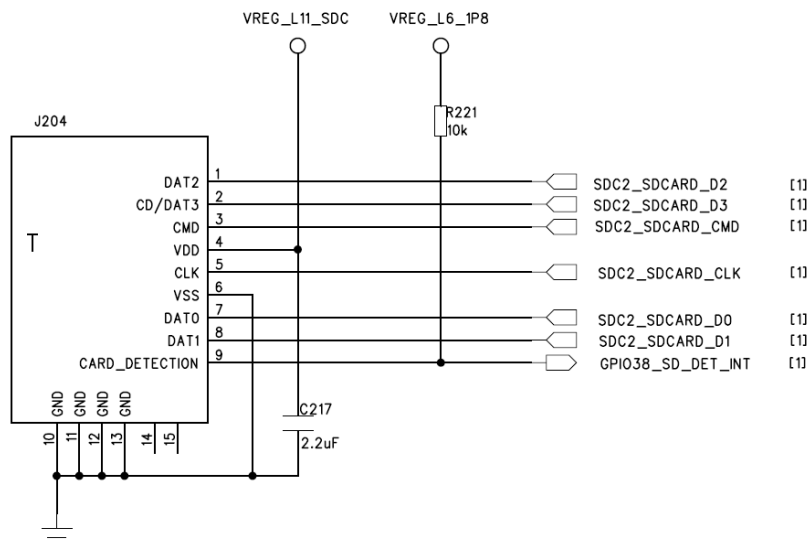 VREG_L11_SDC VREG_L6_1P8
R221
10k
J204
DAT2 1 SDC2_SDCARD_D2 [1]
CD/DAT3 2 SDC2_SDCARD_D3 [1]
CMD 3 SDC2_SDCARD_CMD [1]
T
VDD 4
CLK 5 SDC2_SDCARD_CLK [1]
VSS 6
DAT0 7 SDC2_SDCARD_D0 [1]
DAT1 8 SDC2_SDCARD_D1 [1]
CARD_DETECTION 9 GPIO38_SD_DET_INT [1]
GND GND GND GND
10 11 12 13 14 15
C217
2.2uF